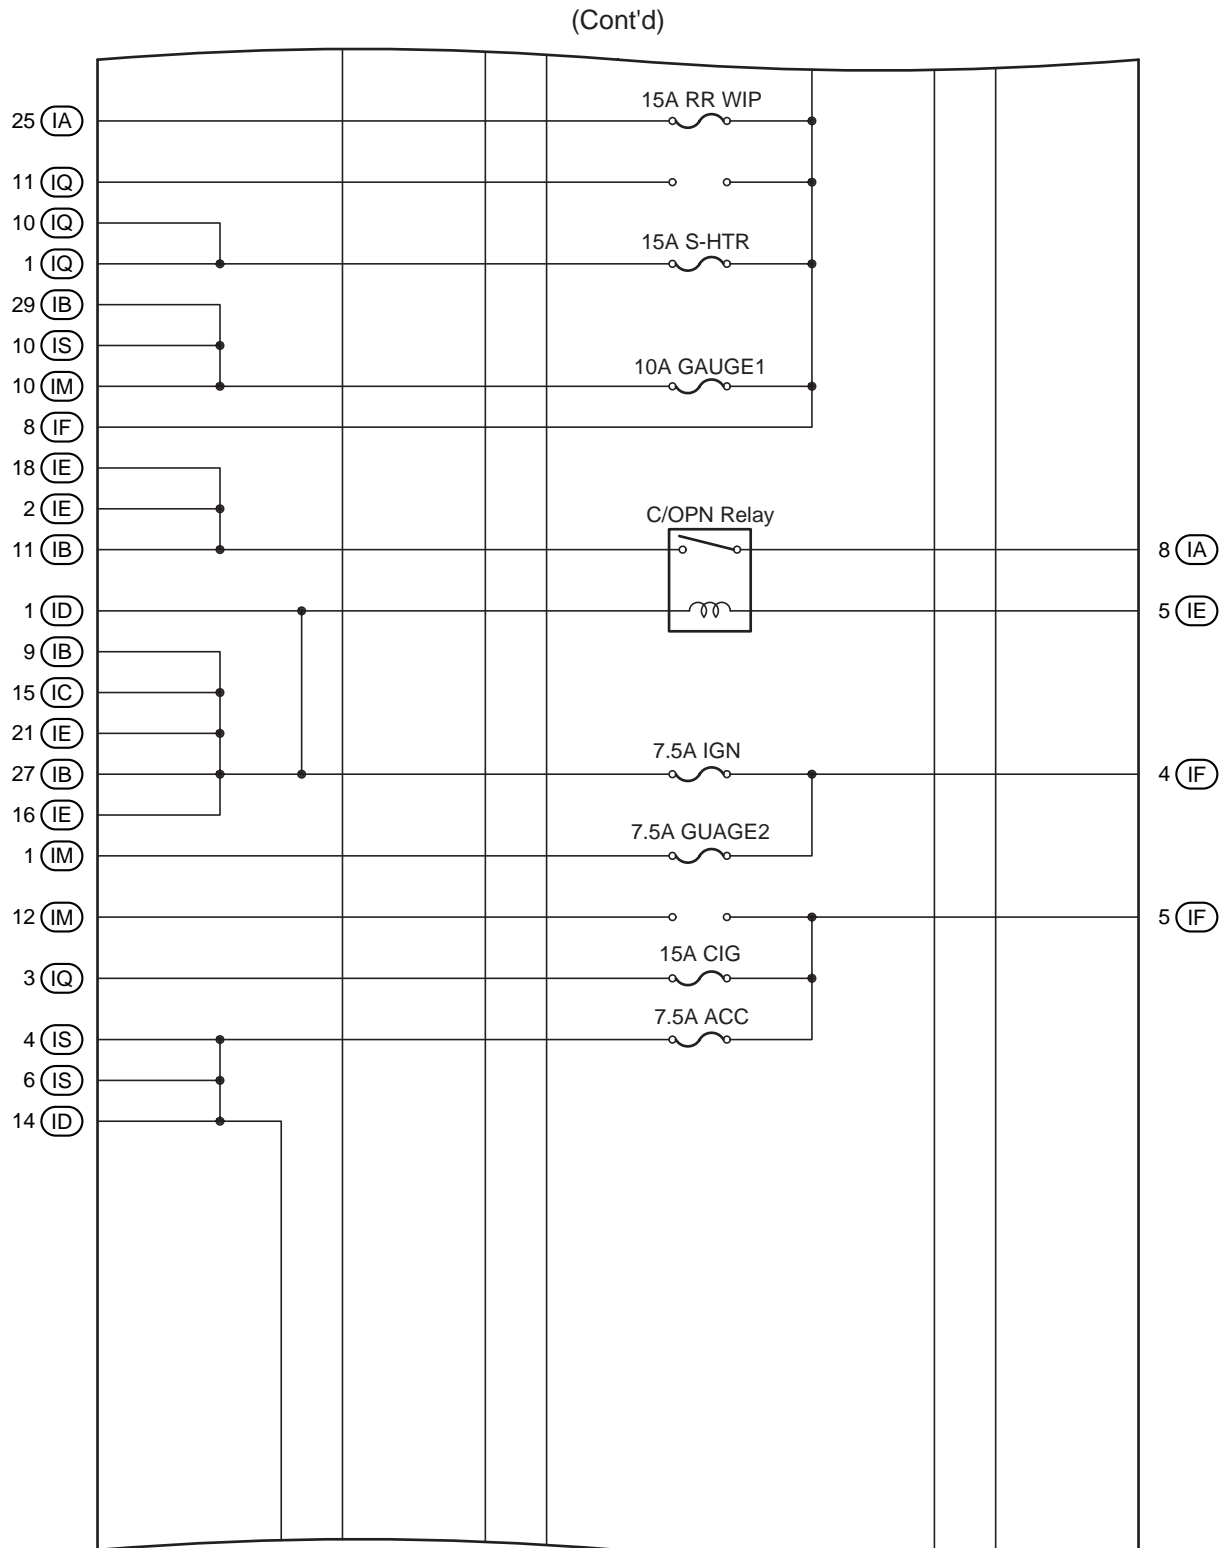 (Cont'd)
15A RR WIP
25 IA
11 IQ
10 IQ
15A S-HTR
1 IQ
29 IB
10 IS
10A GAUGE1
10 IM
8 IF
18 IE
2 IE
C/OPN Relay
11 IB
8 IA
1 ID
5 IE
9 IB
15 IC
21 IE
7.5A IGN
27 IB
4 IF
16 IE
7.5A GUAGE2
1 IM
12 IM
5 IF
15A CIG
3 IQ
7.5A ACC
4 IS
6 IS
14 ID